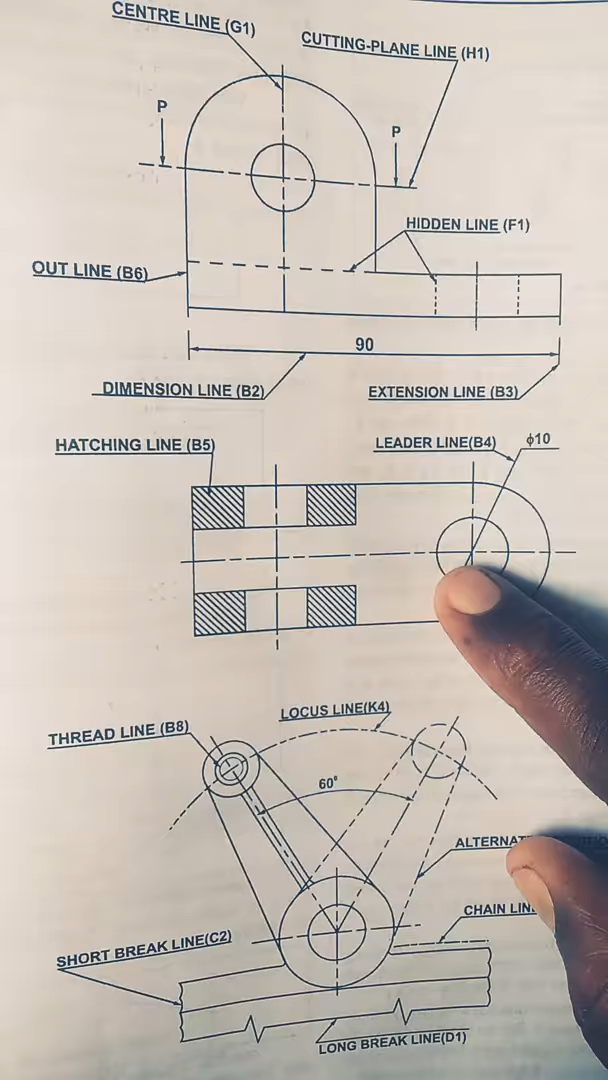 CENTRE LINE (G1)
CUTTING-PLANE LINE (H1)
P
P
HIDDEN LINE (F1)
OUT LINE (B6)
90
DIMENSION LINE (B2)
EXTENSION LINE (B3)
HATCHING LINE (B5)
LEADER LINE(B4)
ϕ10
LOCUS LINE(K4)
THREAD LINE (B8)
60°
CHAIN
SHORT BREAK LINE(C2)
LONG BREAK LINE(D1)